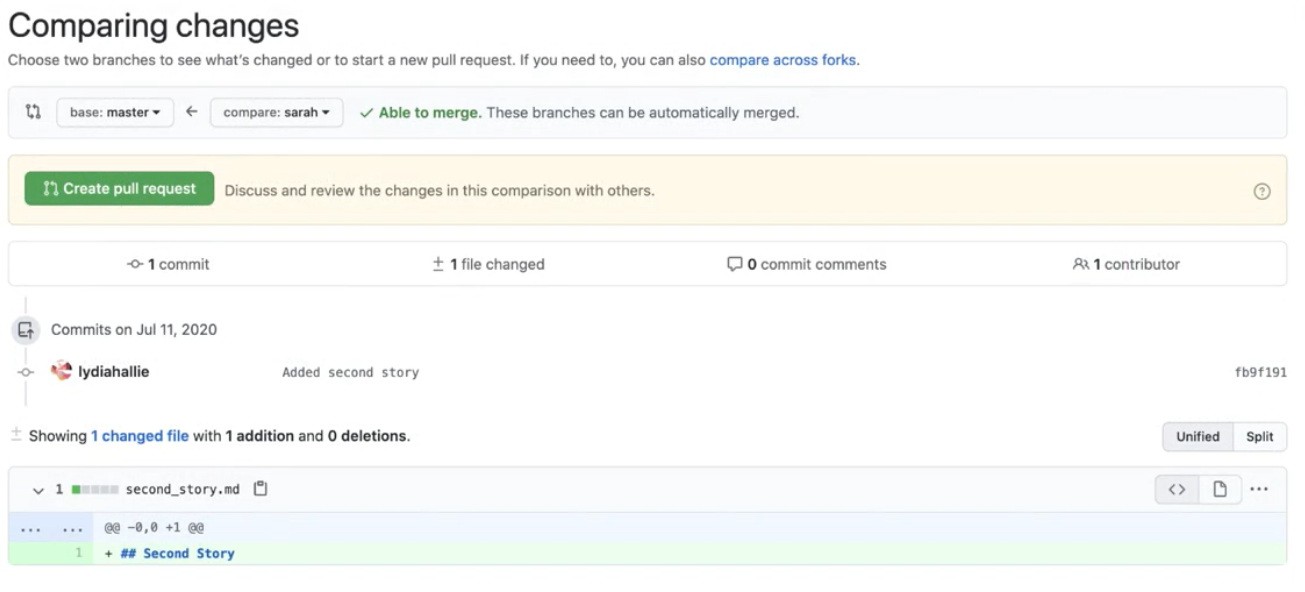 Comparing changes
Choose two branches to see what's changed or to start a new pull request. If you need to, you can also compare across forks.
base: master compare: sarah Able to merge. These branches can be automatically merged.
Create pull request Discuss and review the changes in this comparison with others.
1 commit 1 file changed 0 commit comments 1 contributor
Commits on Jul 11, 2020
lydiahallie Added second story fb9f191
Showing 1 changed file with 1 addition and 0 deletions. Unified Split
1 second_story.md <> ...
... ... @@ -0,0 +1 @@
1 + ## Second Story